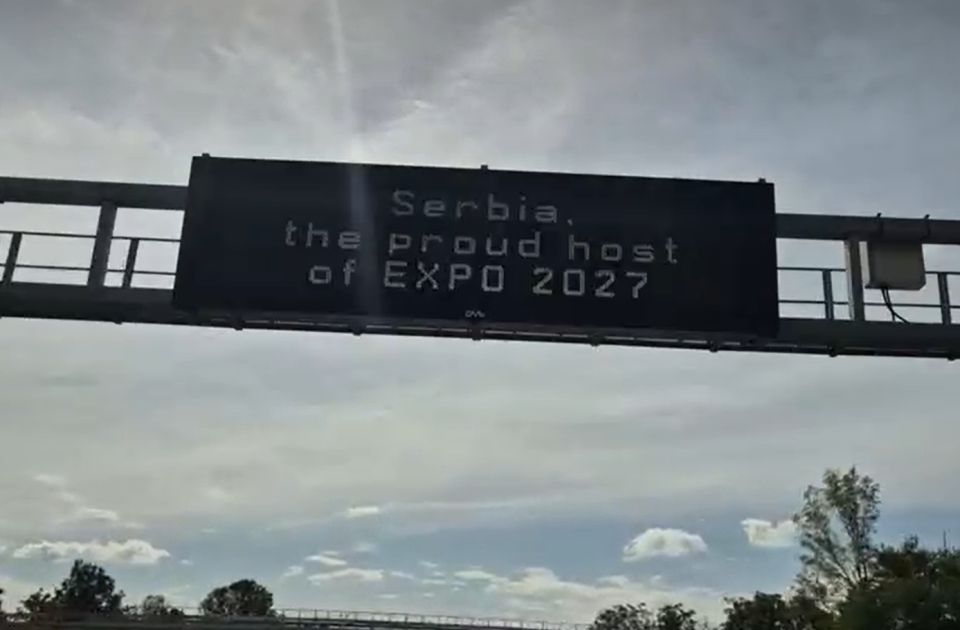 Serbia,
the proud host
of EXPO 2027